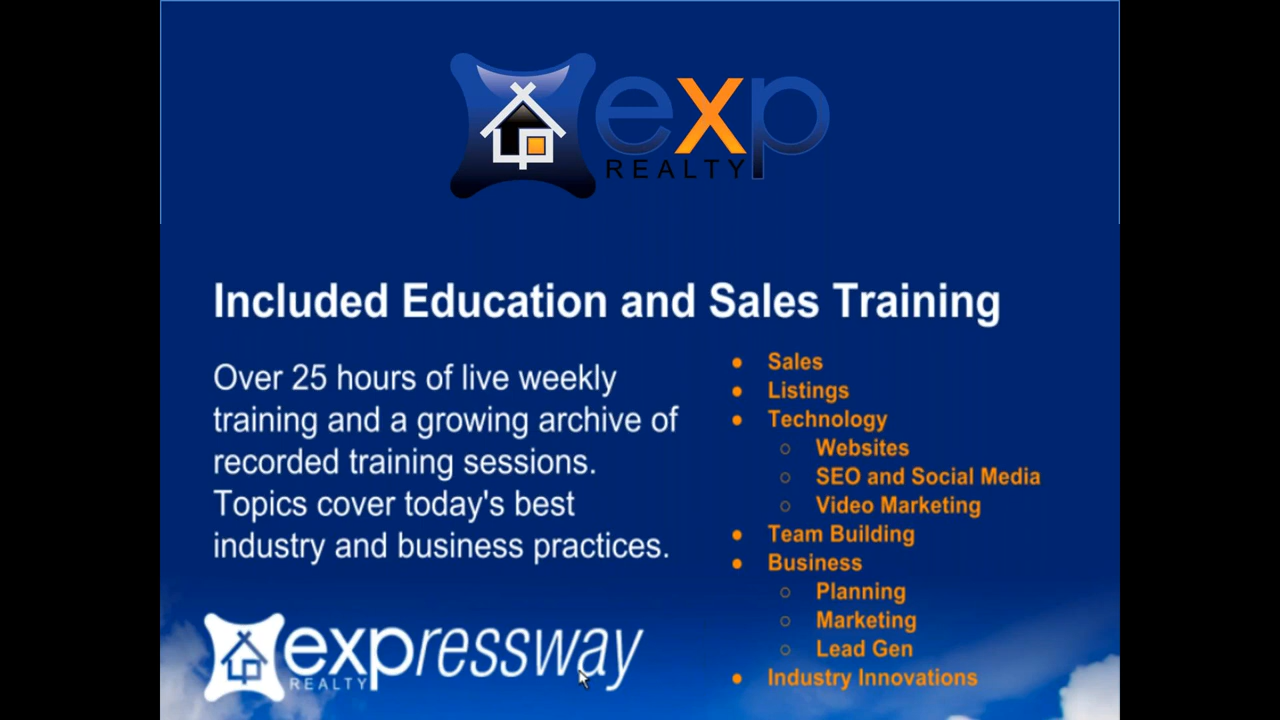 exp
REALTY
Included Education and Sales Training
Over 25 hours of live weekly
training and a growing archive of
recorded training sessions.
Topics cover today's best
industry and business practices.
● Sales
● Listings
● Technology
○ Websites
○ SEO and Social Media
○ Video Marketing
● Team Building
● Business
○ Planning
○ Marketing
○ Lead Gen
● Industry Innovations
expressway
REALTY